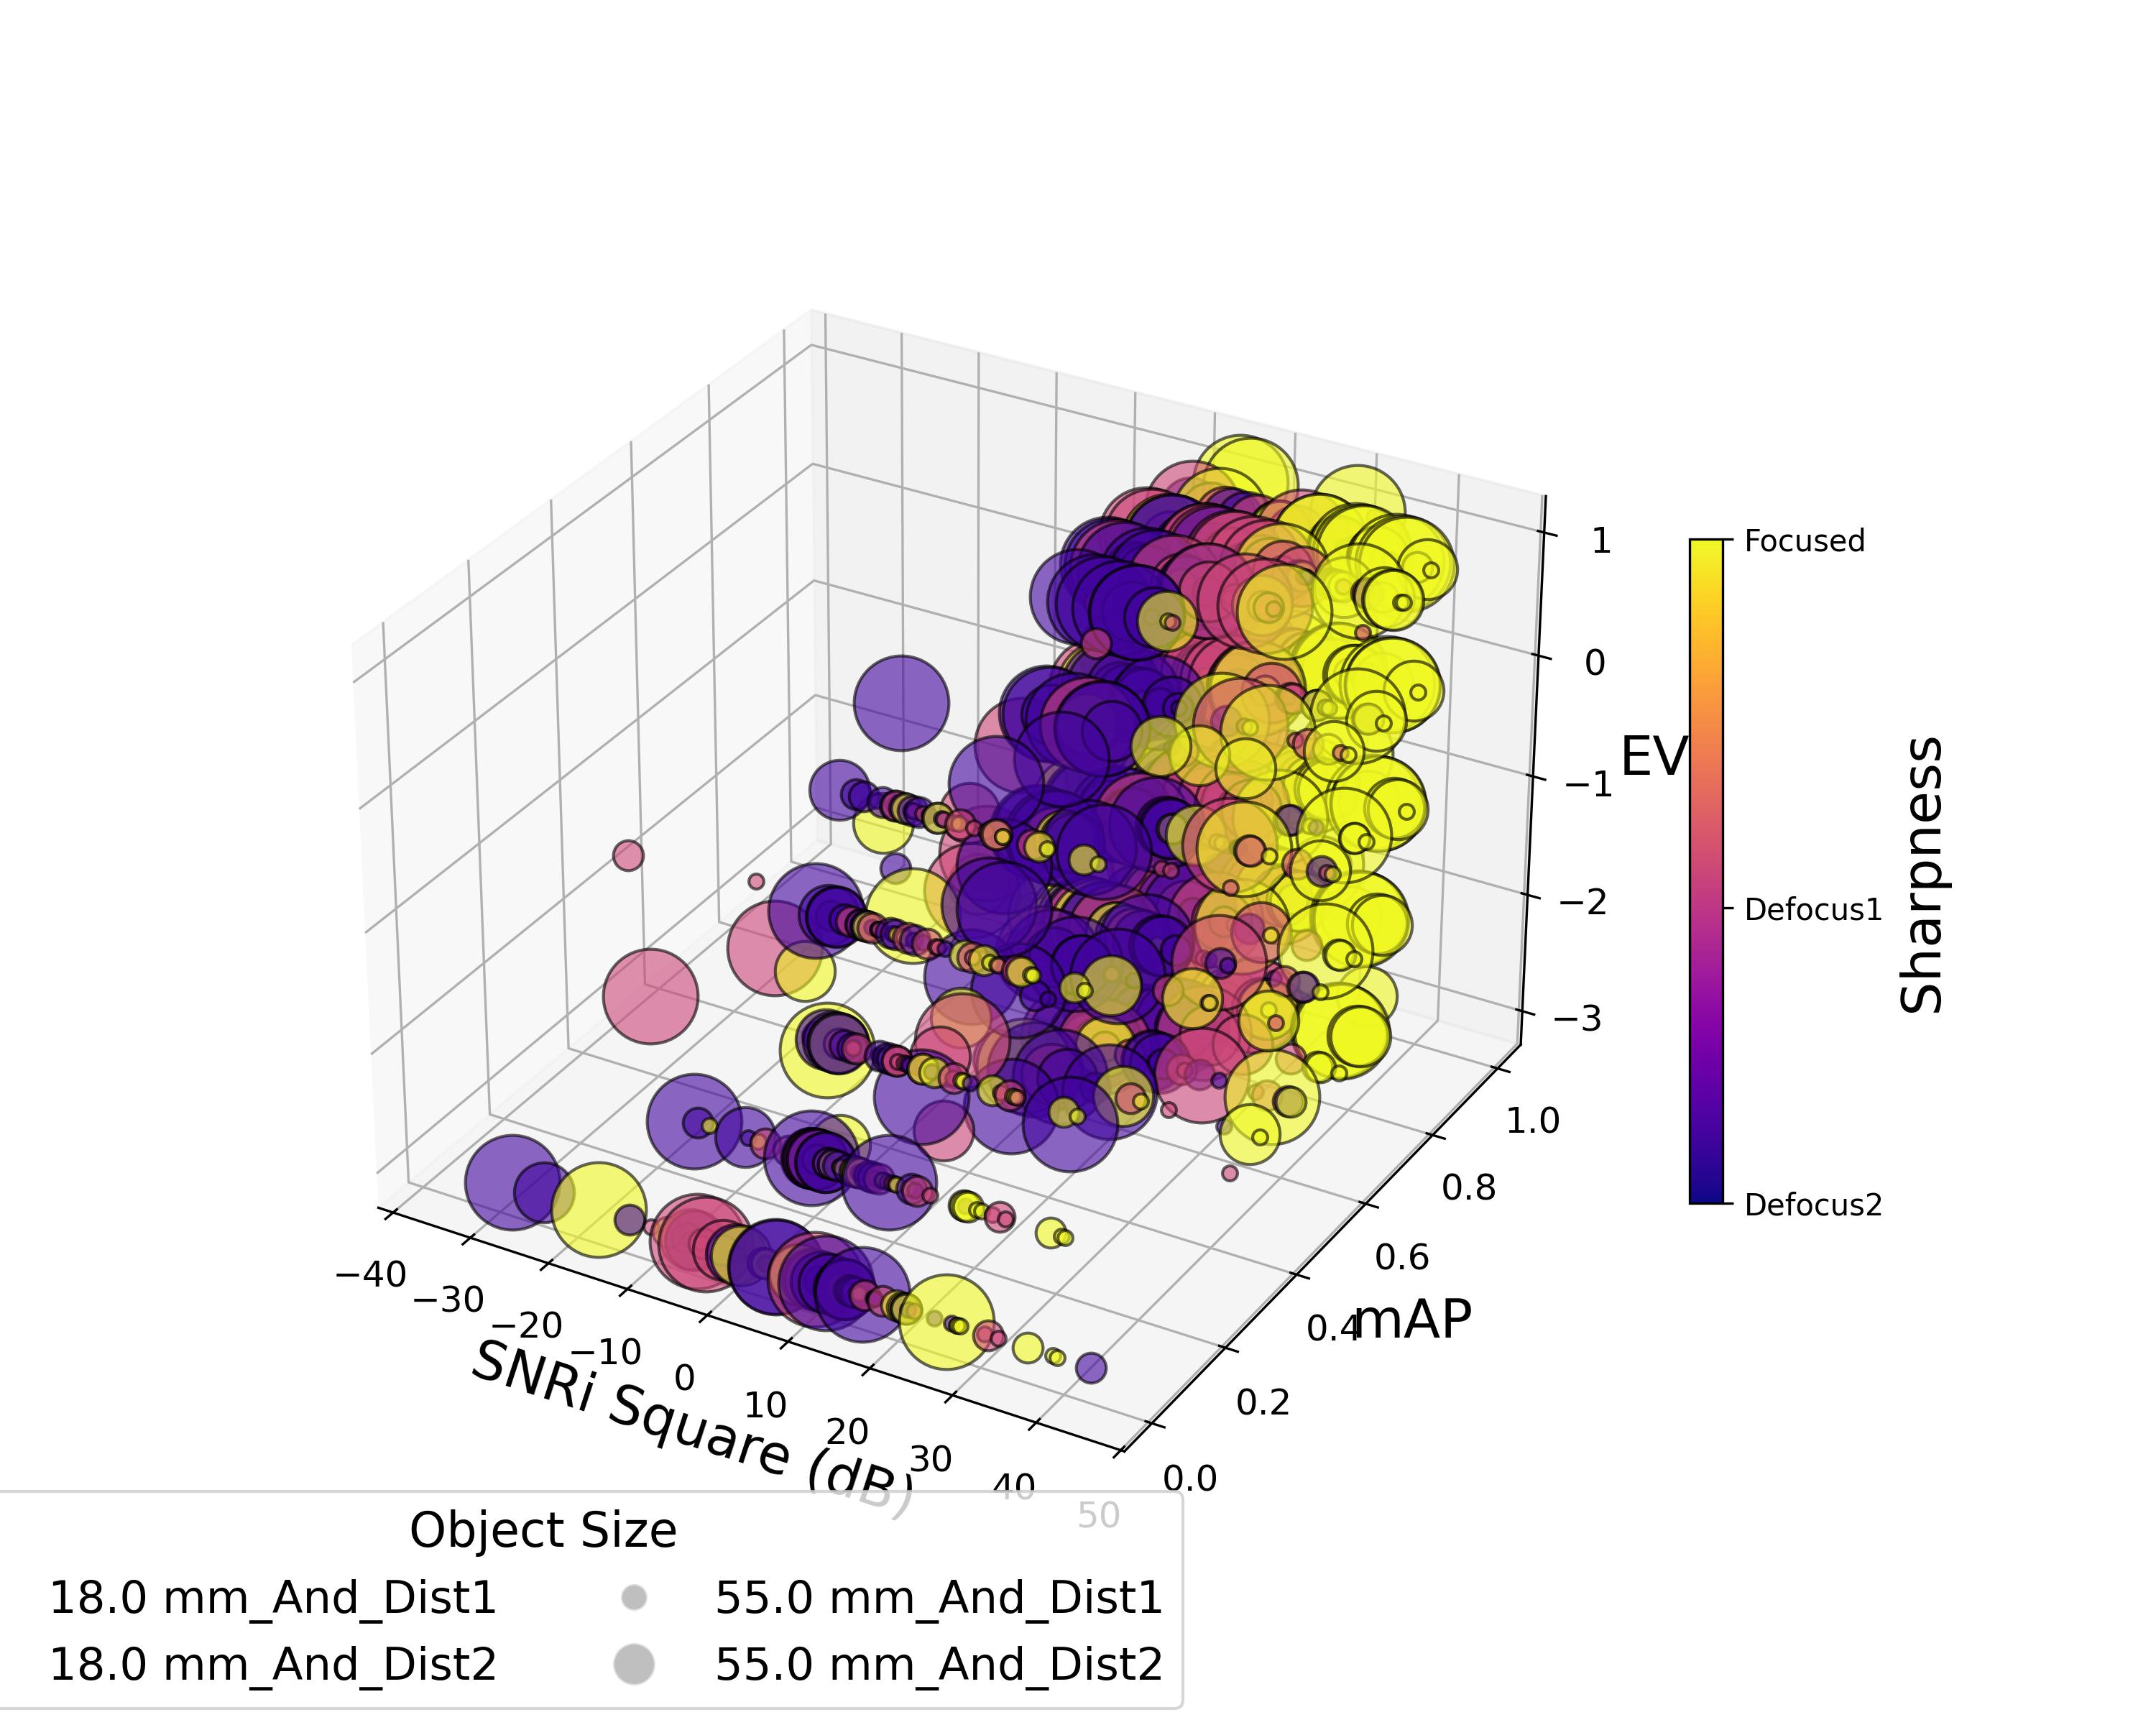 1
0
−1
−2
−3
EV
Focused
Defocus1
Defocus2
Sharpness
1.0
0.8
0.6
0.4
0.2
0.0
mAP
−40
−30
−20
−10
0
10
20
30
40
50
SNRi Square (dB)
Object Size
18.0 mm_And_Dist1
55.0 mm_And_Dist1
18.0 mm_And_Dist2
55.0 mm_And_Dist2